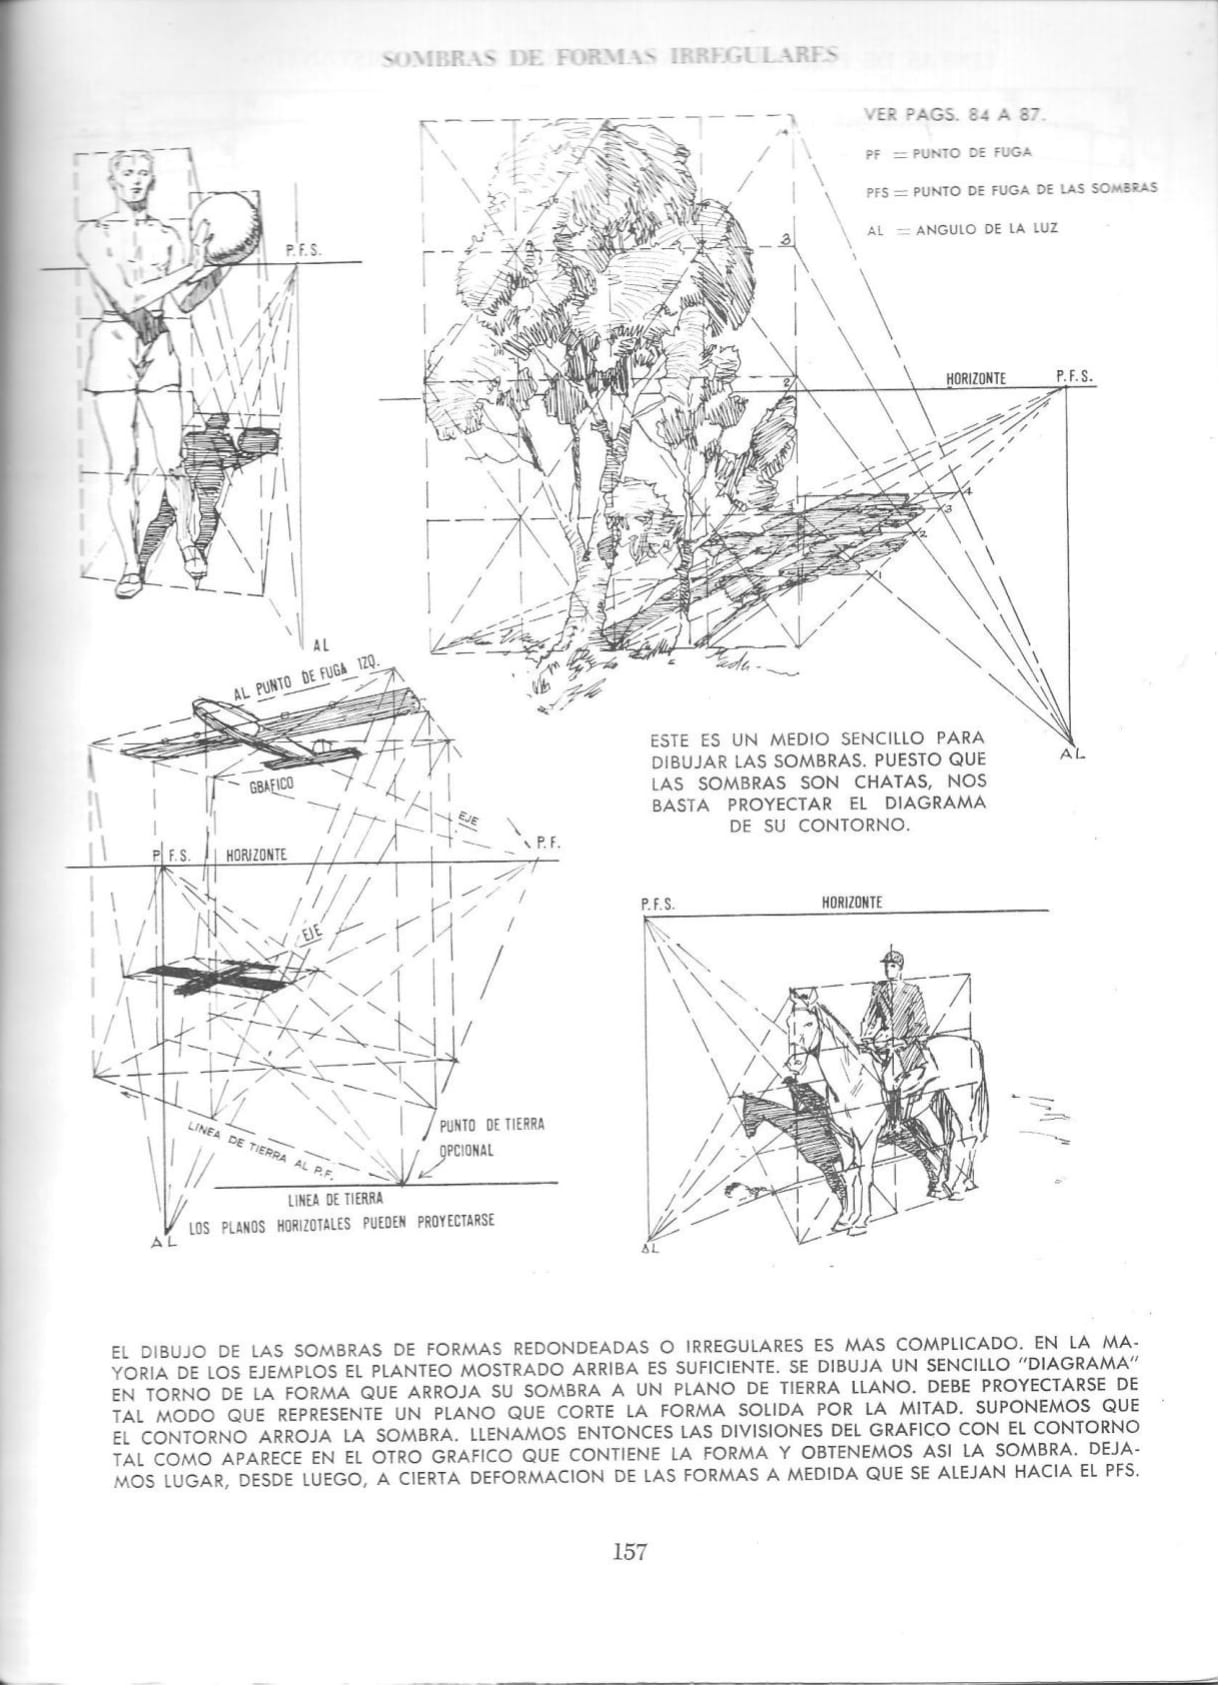 SOMBRAS DE FORMAS IRREGULARES
VER PAGS. 84 A 87.
PF = PUNTO DE FUGA
PFS = PUNTO DE FUGA DE LAS SOMBRAS
AL = ANGULO DE LA LUZ
P.F.S.
AL
4
3
2
1
HORIZONTE P.F.S.
4
3
2
1
AL
ESTE ES UN MEDIO SENCILLO PARA
DIBUJAR LAS SOMBRAS. PUESTO QUE
LAS SOMBRAS SON CHATAS, NOS
BASTA PROYECTAR EL DIAGRAMA
DE SU CONTORNO.
AL PUNTO DE FUGA IZQ.
GBAFICO
EJE
P.F.
P.F.S. HORIZONTE
EJE
LINEA DE TIERRA AL P.F.
PUNTO DE TIERRA
OPCIONAL
LINEA DE TIERRA
LOS PLANOS HORIZOTALES PUEDEN PROYECTARSE
AL
P.F.S. HORIZONTE
AL
EL DIBUJO DE LAS SOMBRAS DE FORMAS REDONDEADAS O IRREGULARES ES MAS COMPLICADO. EN LA MA-
YORIA DE LOS EJEMPLOS EL PLANTEO MOSTRADO ARRIBA ES SUFICIENTE. SE DIBUJA UN SENCILLO "DIAGRAMA"
EN TORNO DE LA FORMA QUE ARROJA SU SOMBRA A UN PLANO DE TIERRA LLANO. DEBE PROYECTARSE DE
TAL MODO QUE REPRESENTE UN PLANO QUE CORTE LA FORMA SOLIDA POR LA MITAD. SUPONEMOS QUE
EL CONTORNO ARROJA LA SOMBRA. LLENAMOS ENTONCES LAS DIVISIONES DEL GRAFICO CON EL CONTORNO
TAL COMO APARECE EN EL OTRO GRAFICO QUE CONTIENE LA FORMA Y OBTENEMOS ASI LA SOMBRA. DEJA-
MOS LUGAR, DESDE LUEGO, A CIERTA DEFORMACION DE LAS FORMAS A MEDIDA QUE SE ALEJAN HACIA EL PFS.
157